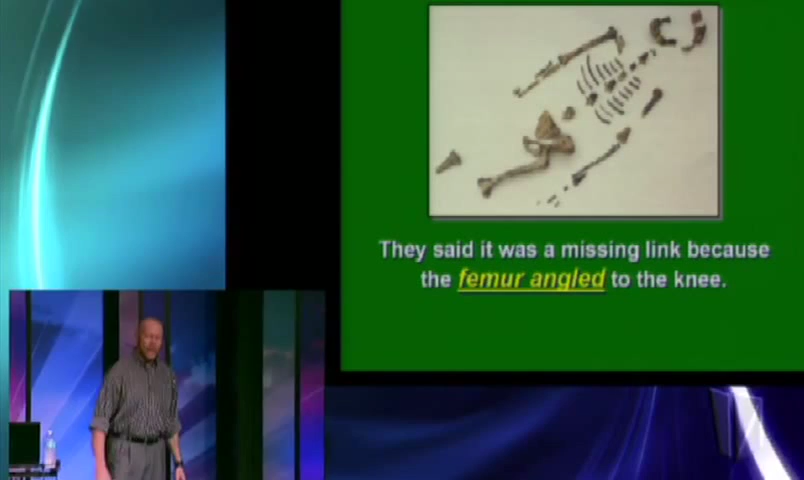 They said it was a missing link because
the femur angled to the knee.